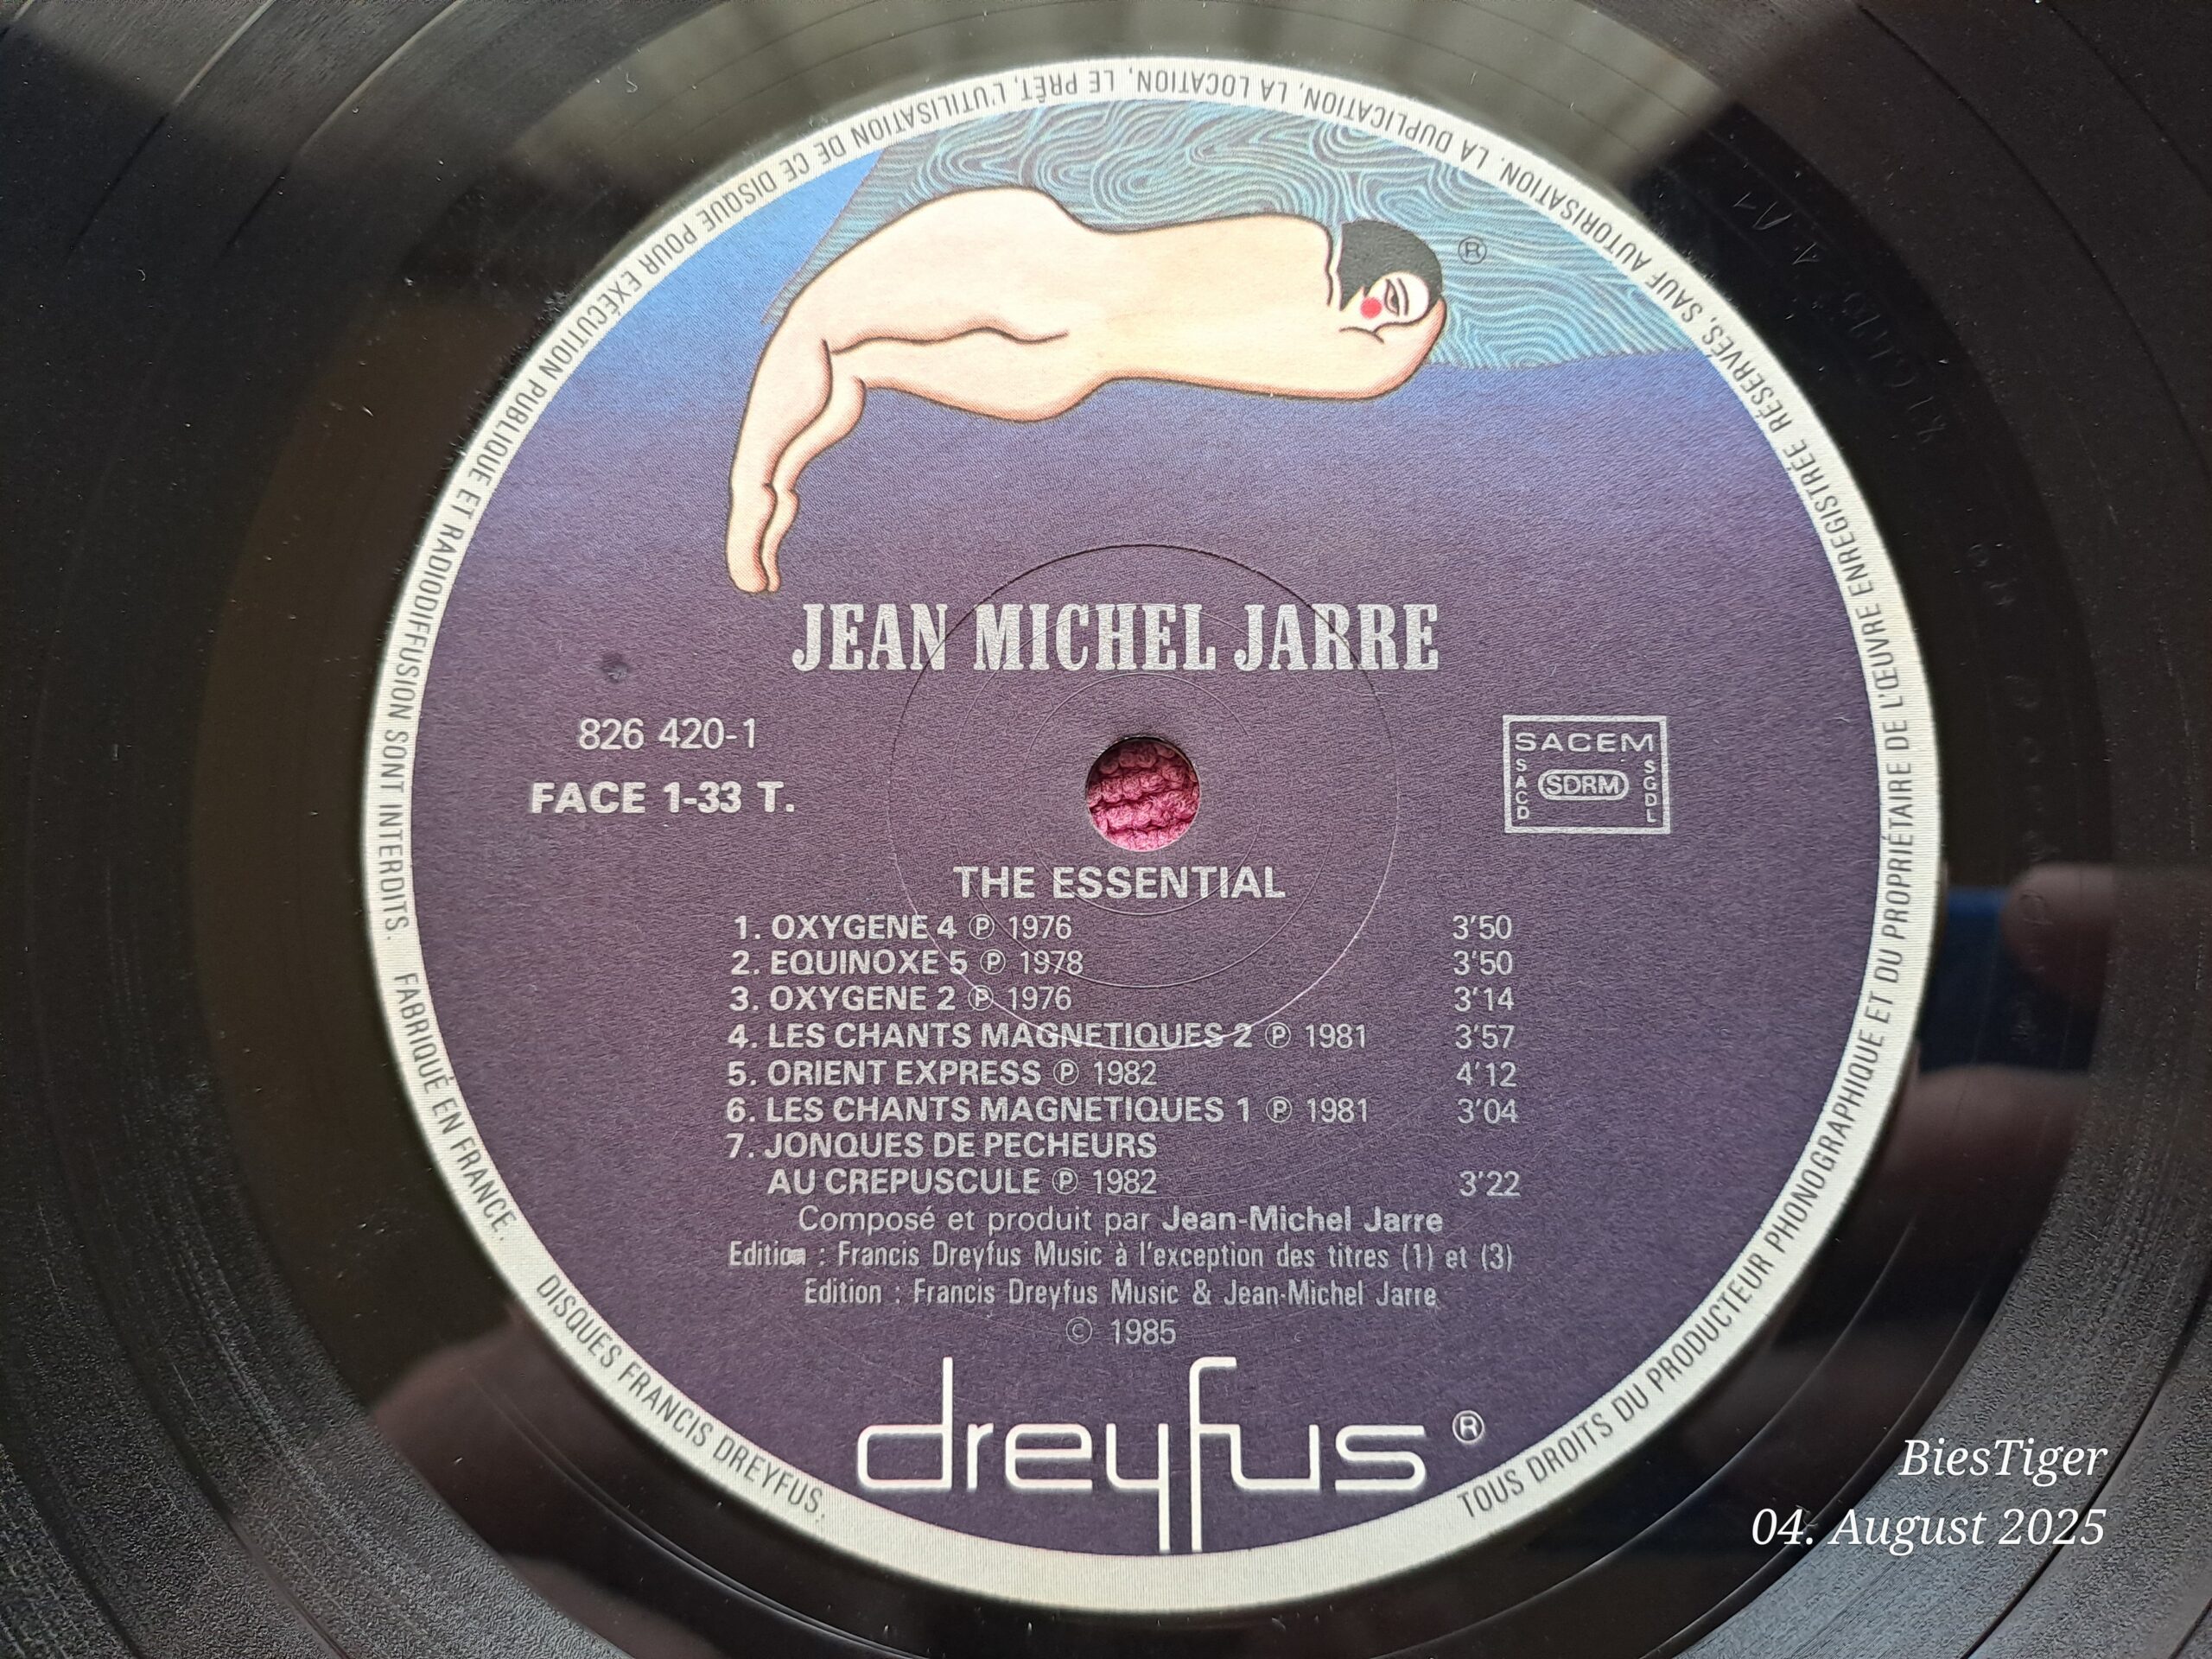 TOUS DROITS DU PRODUCTEUR PHONOGRAPHIQUE ET DU PROPRIÉTAIRE DE L'ŒUVRE ENREGISTRÉE RÉSERVÉS. SAUF AUTORISATION, LA DUPLICATION, LA LOCATION, LE PRÊT, L'UTILISATION DE CE DISQUE POUR EXÉCUTION PUBLIQUE ET RADIODIFFUSION SONT INTERDITS. FABRIQUÉ EN FRANCE.
DISQUES FRANCIS DREYFUS.
®
JEAN MICHEL JARRE
826 420-1
FACE 1-33 T.
SACEM
SACD
SDRM
SGDL
THE ESSENTIAL
1. OXYGENE 4 ℗ 1976 3'50
2. EQUINOXE 5 ℗ 1978 3'50
3. OXYGENE 2 ℗ 1976 3'14
4. LES CHANTS MAGNETIQUES 2 ℗ 1981 3'57
5. ORIENT EXPRESS ℗ 1982 4'12
6. LES CHANTS MAGNETIQUES 1 ℗ 1981 3'04
7. JONQUES DE PECHEURS
AU CREPUSCULE ℗ 1982 3'22
Composé et produit par Jean-Michel Jarre
Edition : Francis Dreyfus Music à l'exception des titres (1) et (3)
Edition : Francis Dreyfus Music & Jean-Michel Jarre
© 1985
dreyfus ®
BiesTiger
04. August 2025